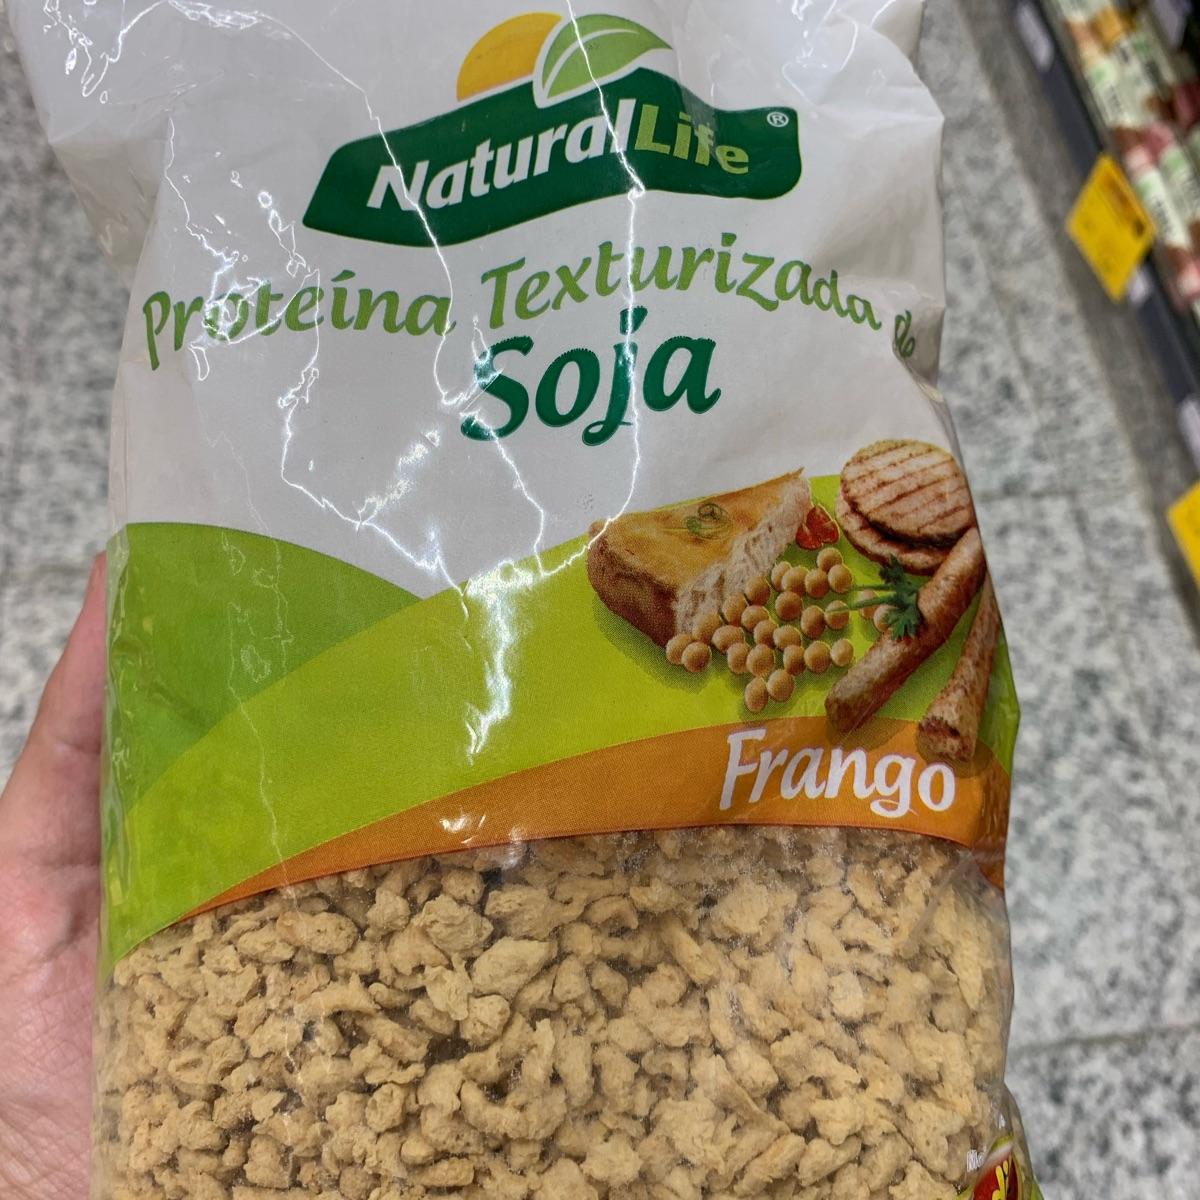 NaturalLife®
Proteína Texturizada de
Soja
Frango